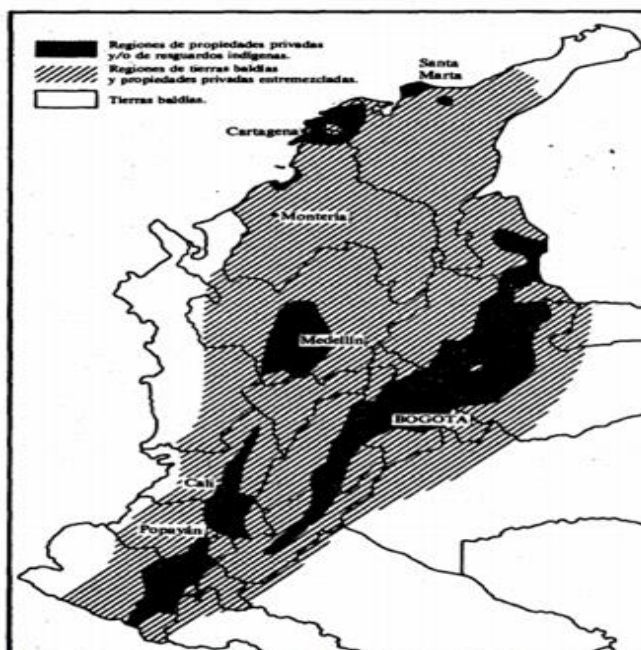 Regiones de propiedades privadas
y/o de resguardos indígenas.
Regiones de tierras baldías
y propiedades privadas entremezcladas.
Tierras baldías.
Santa
Marta
Cartagena
Montería
Medellín
BOGOTA
Cali
Popayán